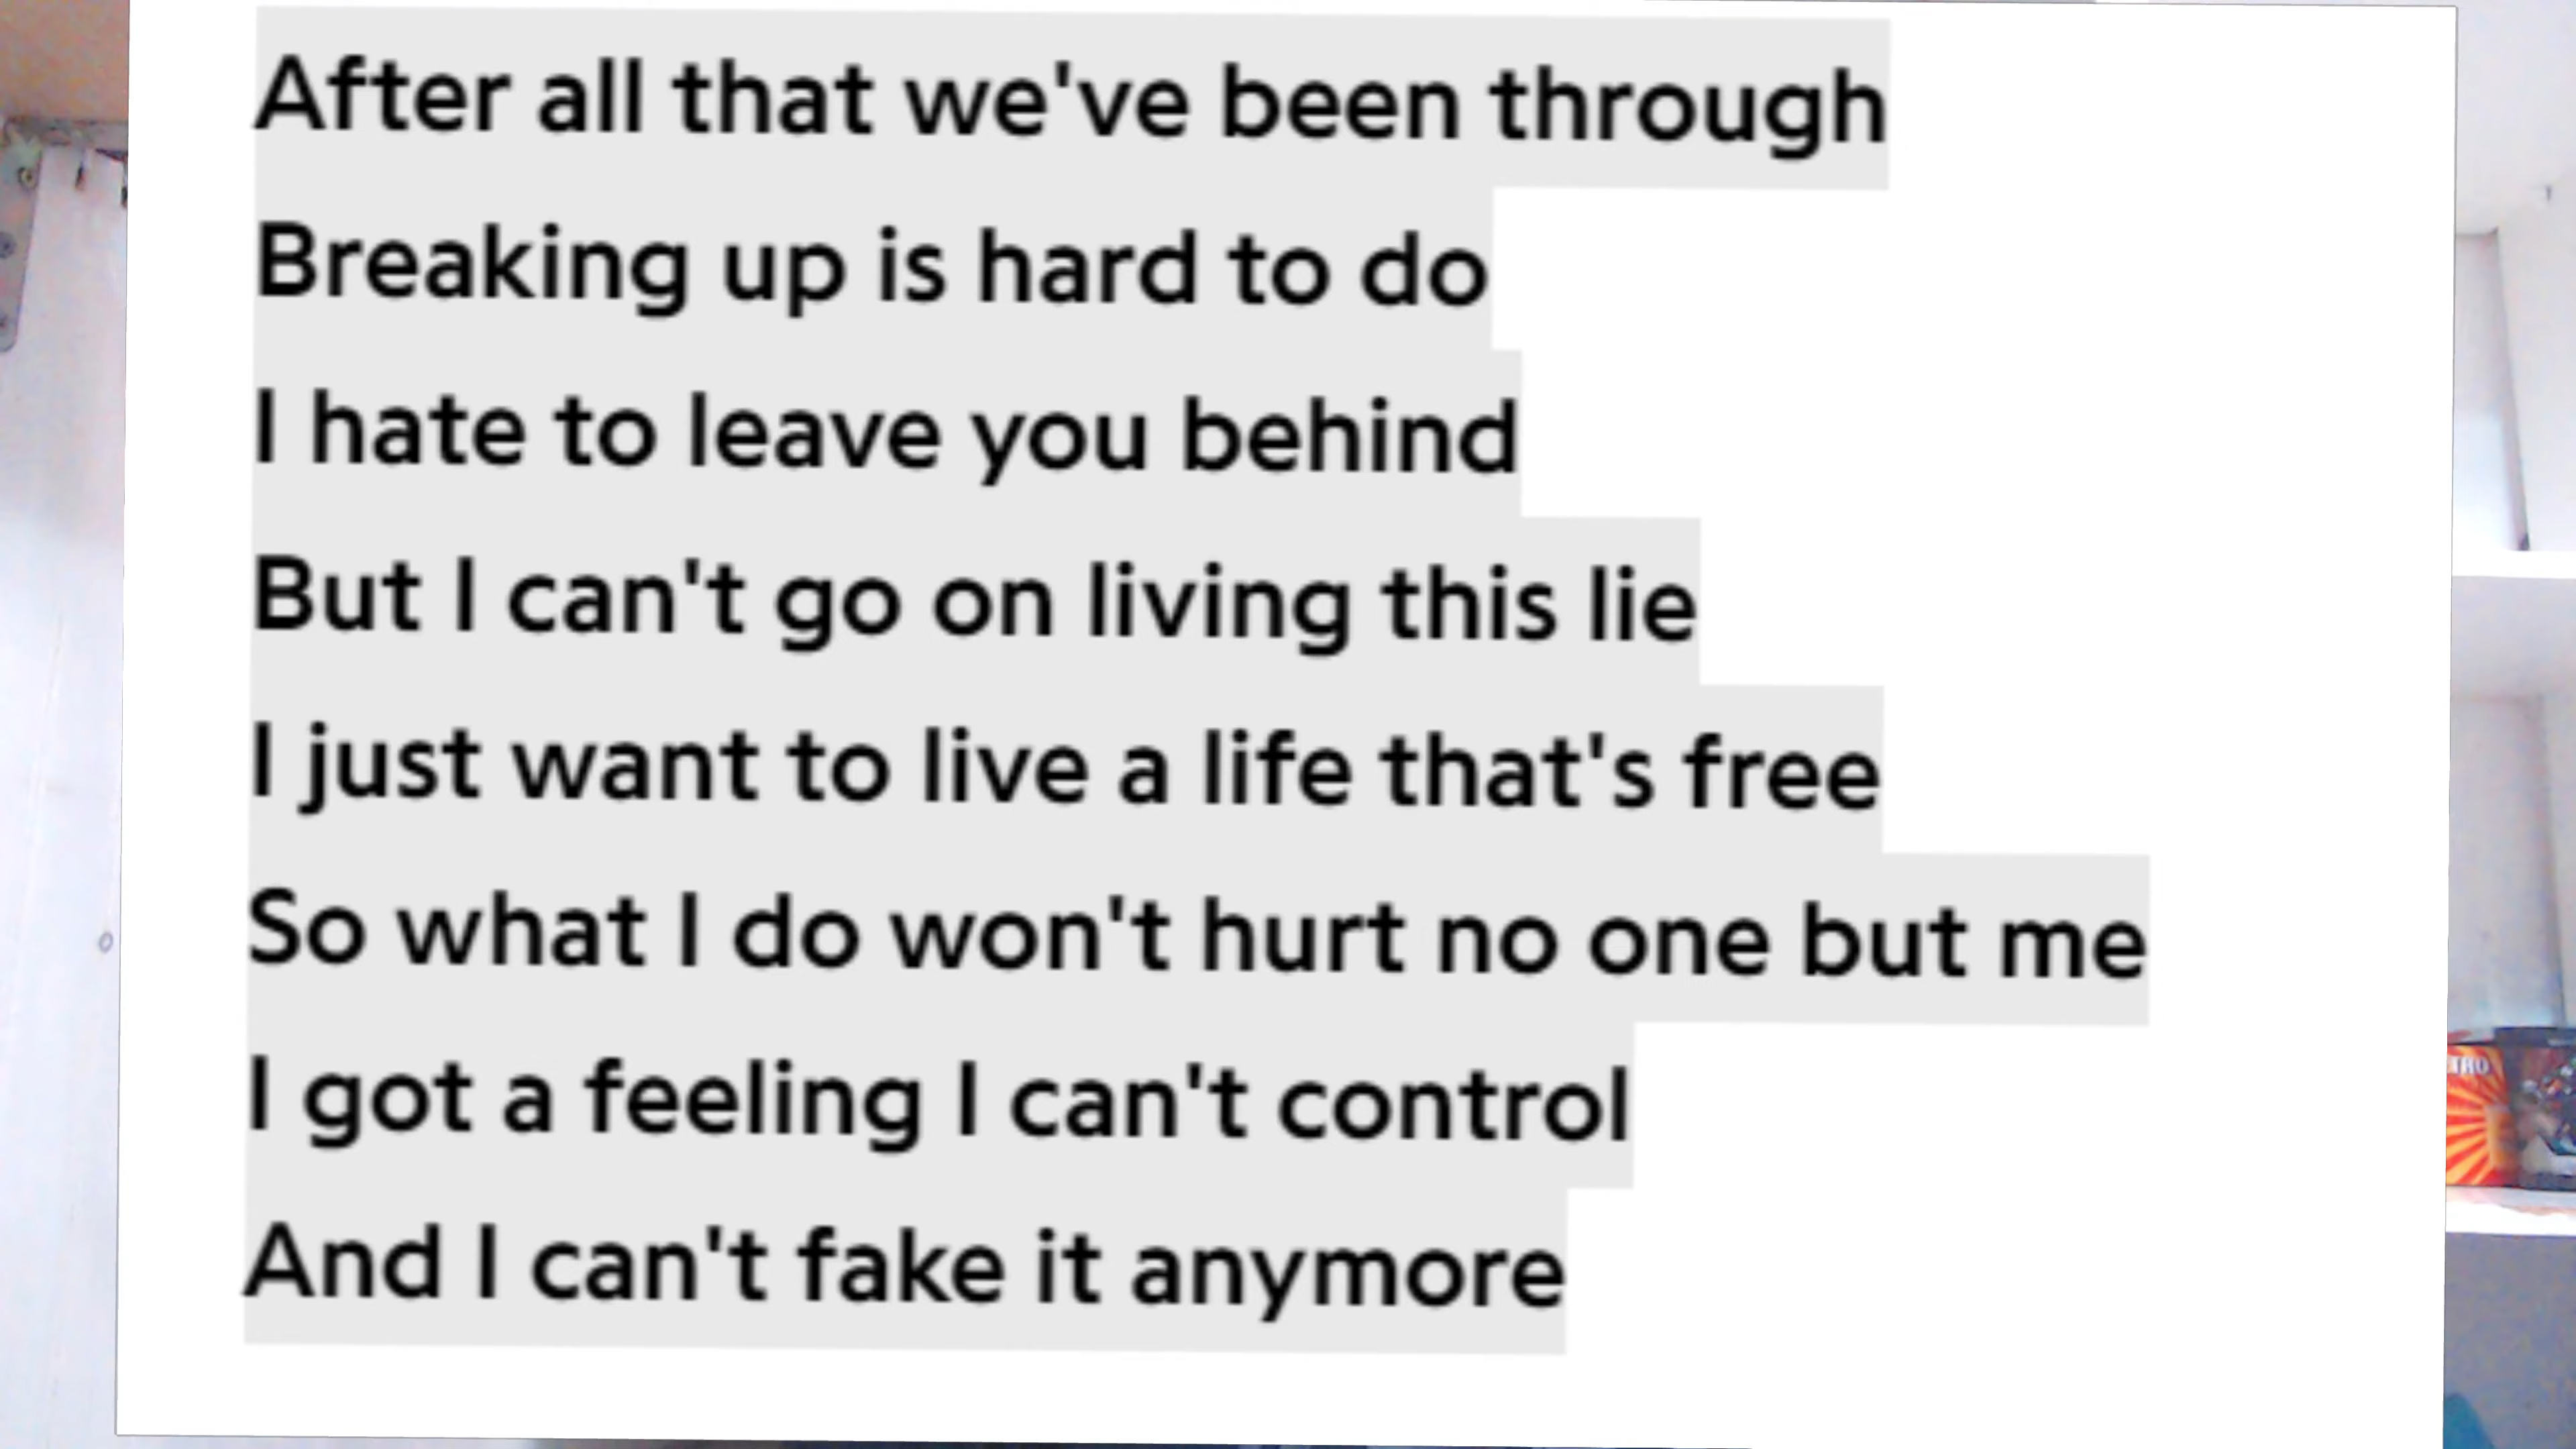 After all that we've been through
Breaking up is hard to do
I hate to leave you behind
But I can't go on living this lie
I just want to live a life that's free
So what I do won't hurt no one but me
I got a feeling I can't control
And I can't fake it anymore